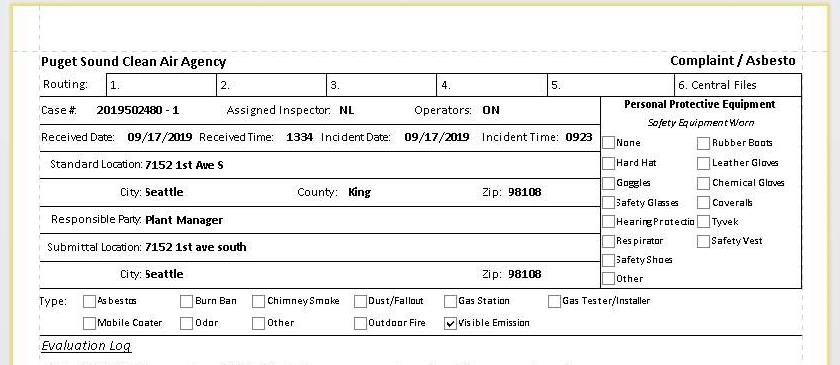 Puget Sound Clean Air Agency Complaint / Asbesto
Routing: 1. 2. 3. 4. 5. 6. Central Files
Case #: 2019502480 - 1 Assigned Inspector: NL Operators: ON
Personal Protective Equipment
Safety Equipment Worn
Received Date: 09/17/2019 Received Time: 1334 Incident Date: 09/17/2019 Incident Time: 0923
None Rubber Boots
Standard Location: 7152 1st Ave S
Hard Hat Leather Gloves
Goggles Chemical Gloves
City: Seattle County: King Zip: 98108
Safety Glasses Coveralls
Responsible Party: Plant Manager
Hearing Protectio Tyvek
Submittal Location: 7152 1st ave south
Respirator Safety Vest
Safety Shoes
City: Seattle Zip: 98108
Other
Type: Asbestos Burn Ban Chimney Smoke Dust/Fallout Gas Station Gas Tester/Installer
Mobile Coater Odor Other Outdoor Fire Visible Emission
Evaluation Log